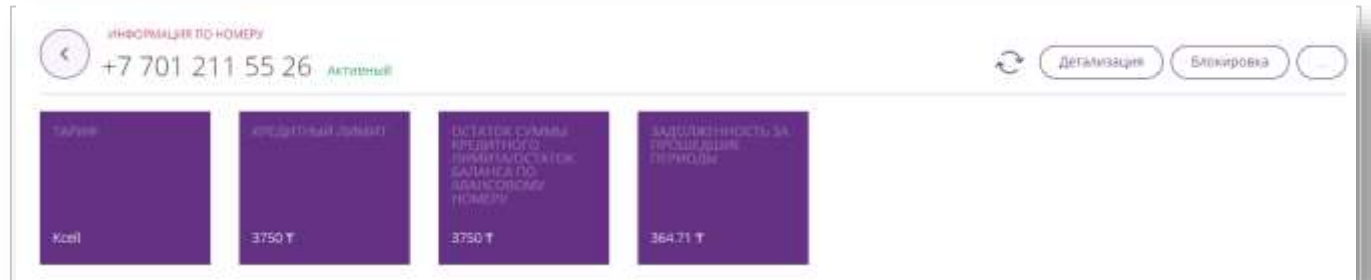 ИНФОРМАЦИЯ ПО НОМЕРУ
+7 701 211 55 26 Активный
Детализация
Блокировка
...
ТАРИФ
Kcell
КРЕДИТНЫЙ ЛИМИТ
3750 ₸
ОСТАТОК СУММЫ
КРЕДИТНОГО
ЛИМИТА/ОСТАТОК
БАЛАНСА ПО
АВАНСОВОМУ
НОМЕРУ
3750 ₸
ЗАДОЛЖЕННОСТЬ ЗА
ПРОШЕДШИЕ
ПЕРИОДЫ
364.71 ₸